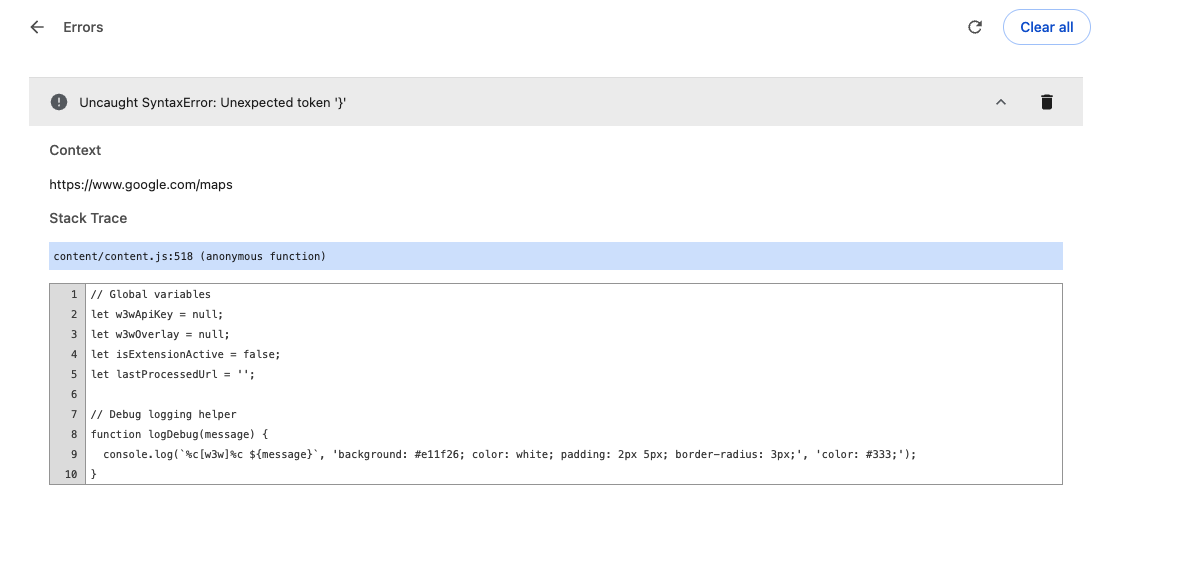 Errors
Clear all
Uncaught SyntaxError: Unexpected token '}'
Context
https://www.google.com/maps
Stack Trace
content/content.js:518 (anonymous function)
1 // Global variables
2 let w3wApiKey = null;
3 let w3wOverlay = null;
4 let isExtensionActive = false;
5 let lastProcessedUrl = '';
6
7 // Debug logging helper
8 function logDebug(message) {
9   console.log(`%c[w3w]%c ${message}`, 'background: #e11f26; color: white; padding: 2px 5px; border-radius: 3px;', 'color: #333;');
10 }